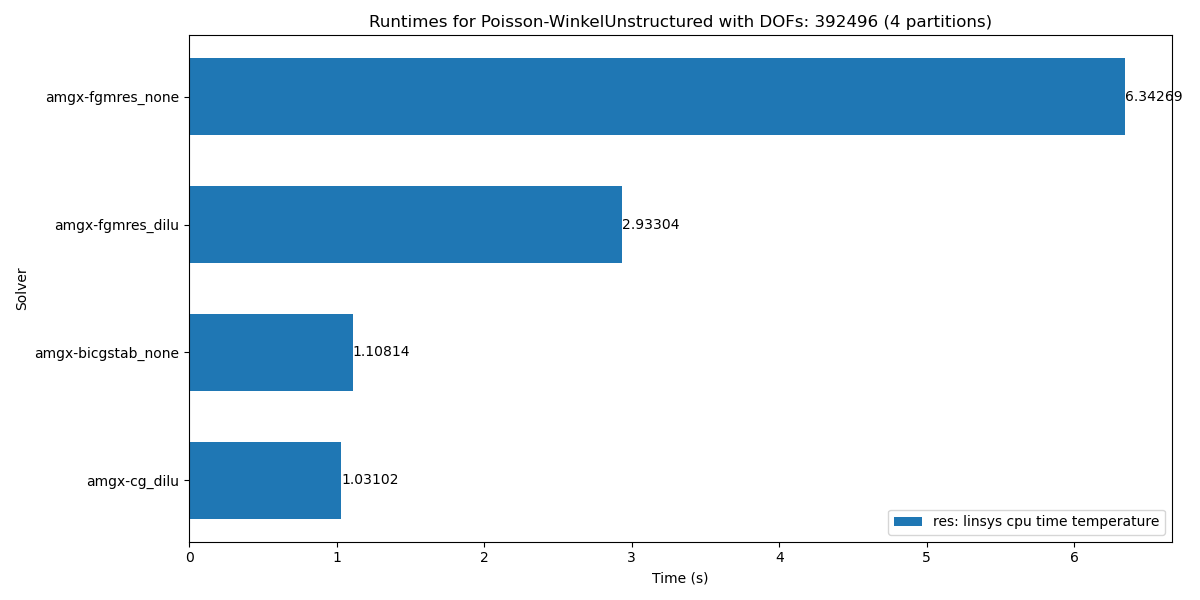 Runtimes for Poisson-WinkelUnstructured with DOFs: 392496 (4 partitions)
Solver
amgx-fgmres_none
6.34269
amgx-fgmres_dilu
2.93304
amgx-bicgstab_none
1.10814
amgx-cg_dilu
1.03102
res: linsys cpu time temperature
0 1 2 3 4 5 6
Time (s)